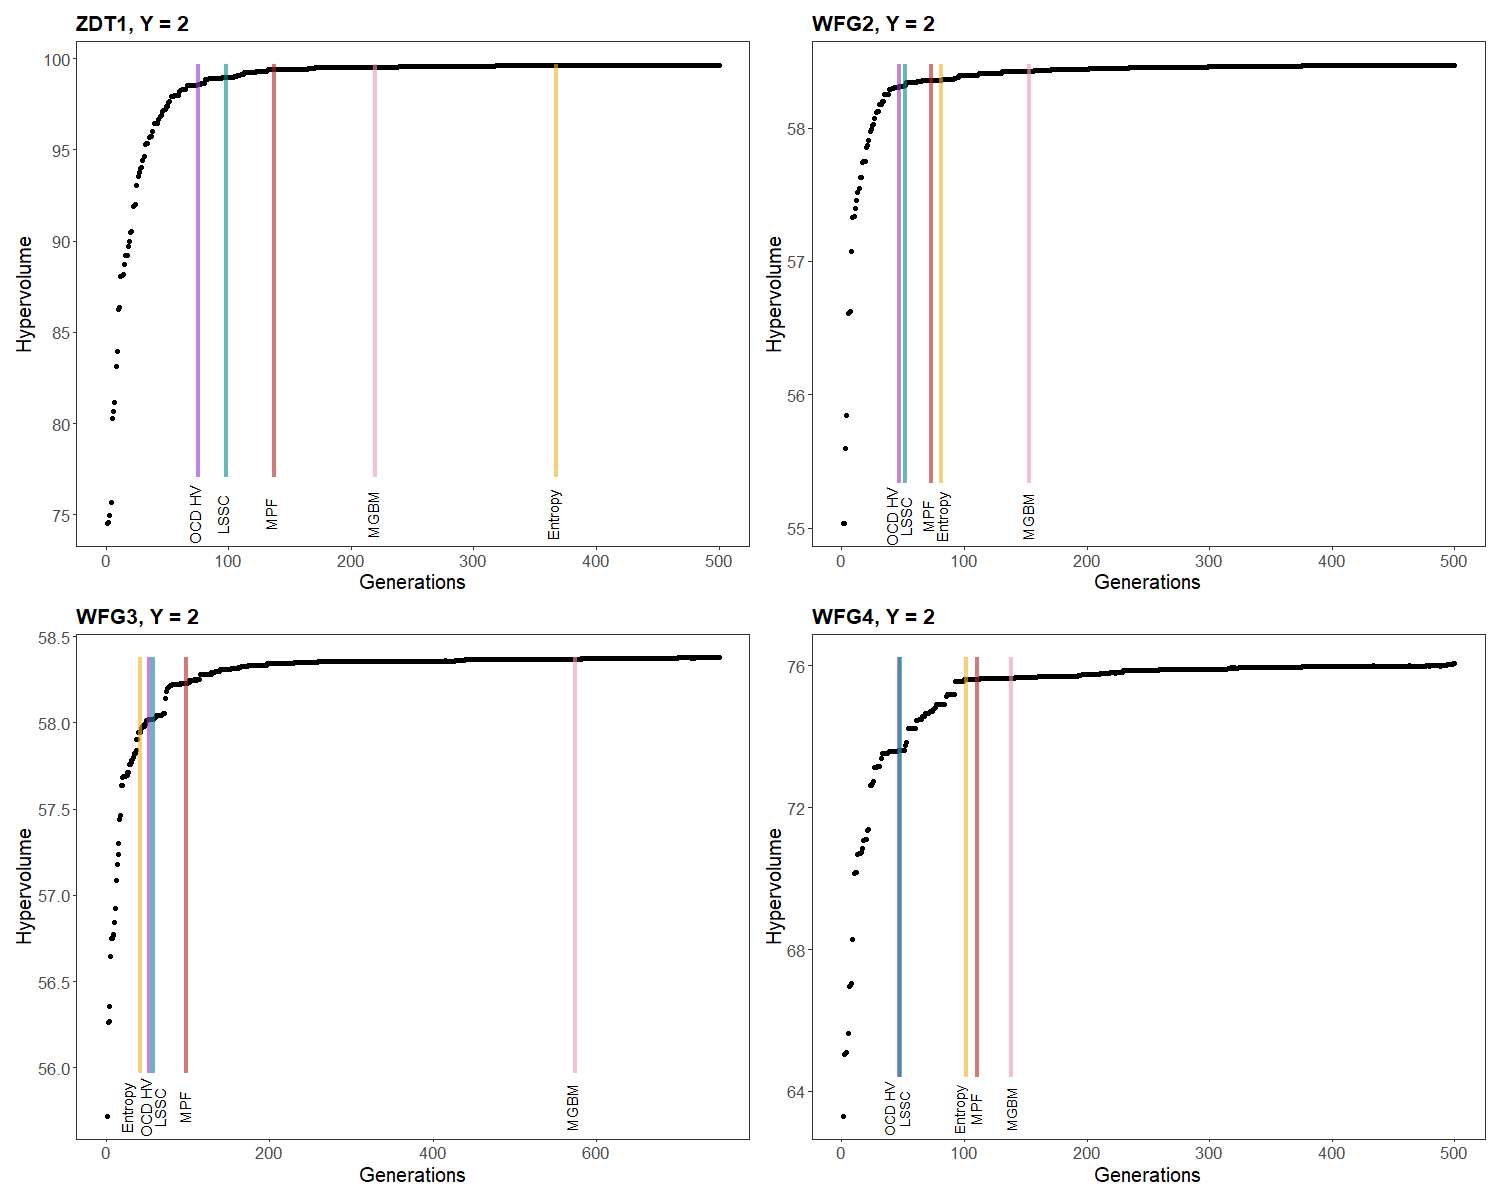 ZDT1, Y = 2
Hypervolume
100
95
90
85
80
75
OCD HV
LSSC
MPF
MGBM
Entropy
0 100 200 300 400 500
Generations
WFG2, Y = 2
Hypervolume
58
57
56
55
OCD HV
LSSC
MPF
Entropy
MGBM
0 100 200 300 400 500
Generations
WFG3, Y = 2
Hypervolume
58.5
58.0
57.5
57.0
56.5
56.0
Entropy
OCD HV
LSSC
MPF
MGBM
0 200 400 600
Generations
WFG4, Y = 2
Hypervolume
76
72
68
64
OCD HV
LSSC
Entropy
MPF
MGBM
0 100 200 300 400 500
Generations